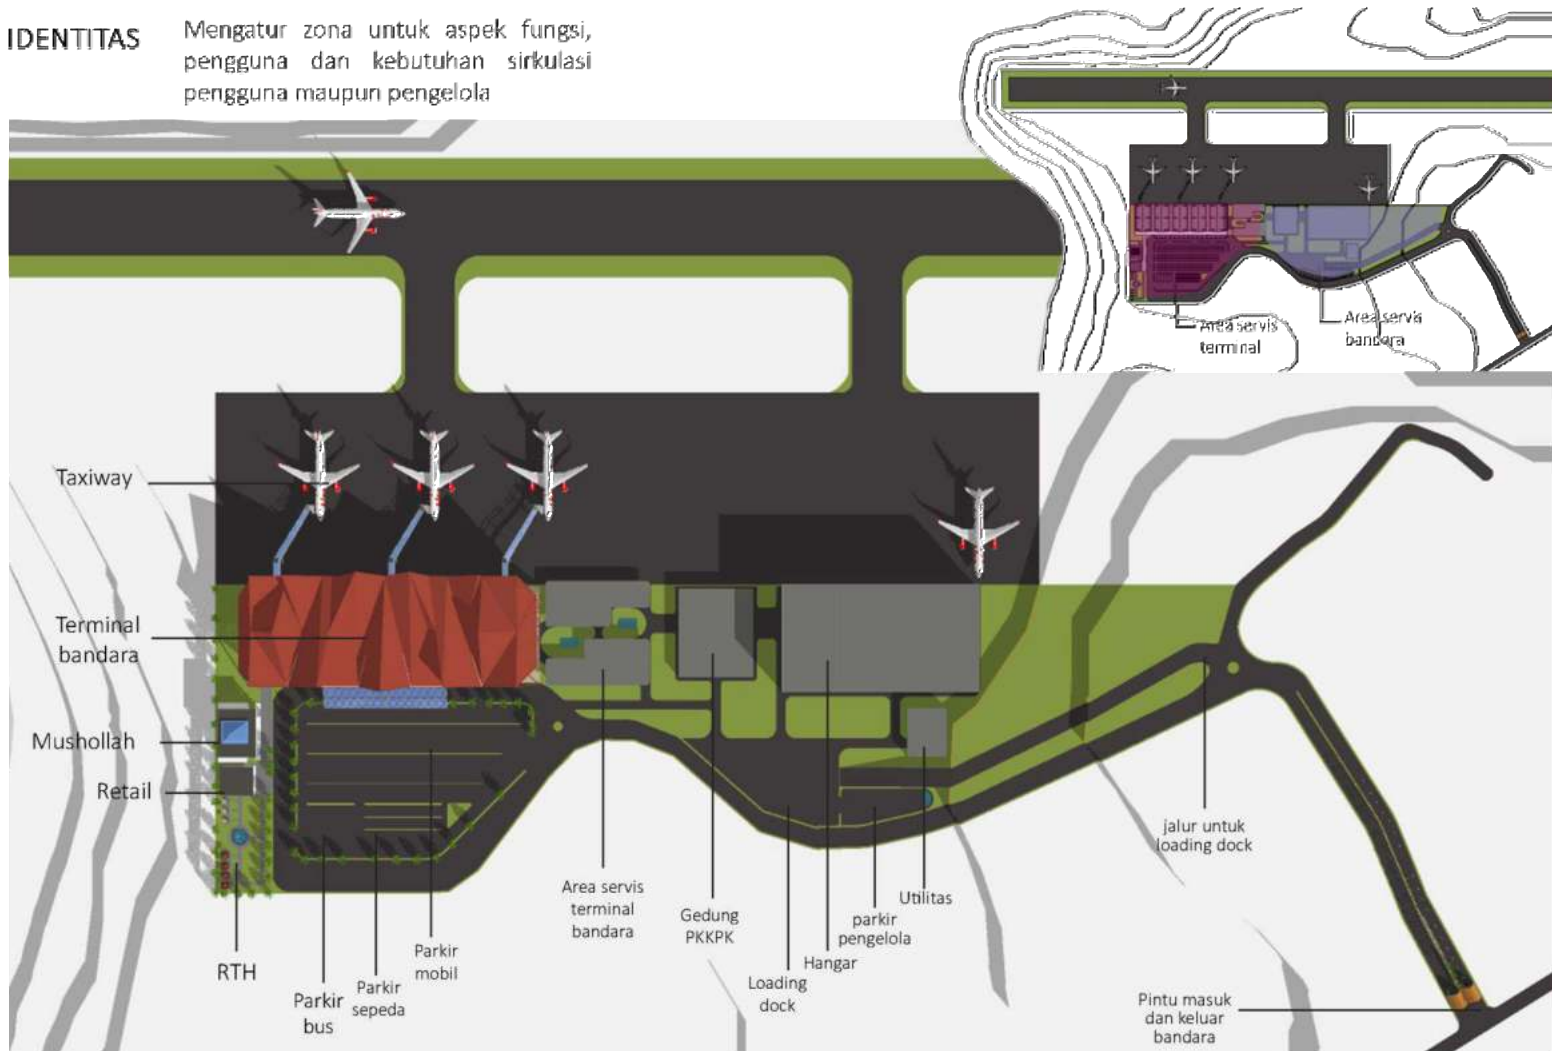 IDENTITAS
Mengatur zona untuk aspek fungsi,
pengguna dan kebutuhan sirkulasi
pengguna maupun pengelola
Area servis
terminal
Area servis
bandara
Taxiway
Terminal
bandara
Mushollah
Retail
RTH
Parkir
bus
Parkir
sepeda
Parkir
mobil
Area servis
terminal
bandara
Gedung
PKKPK
Loading
dock
Hangar
parkir
pengelola
Utilitas
jalur untuk
loading dock
Pintu masuk
dan keluar
bandara